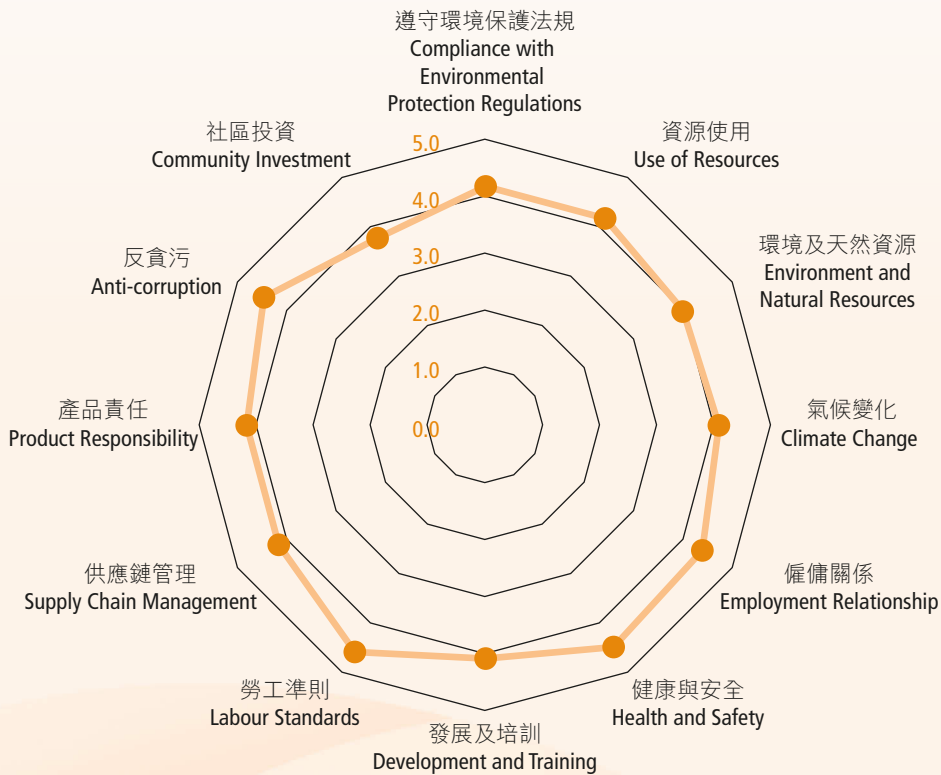 遵守環境保護法規
Compliance with
Environmental
Protection Regulations
資源使用
Use of Resources
環境及天然資源
Environment and
Natural Resources
氣候變化
Climate Change
僱傭關係
Employment Relationship
健康與安全
Health and Safety
發展及培訓
Development and Training
勞工準則
Labour Standards
供應鏈管理
Supply Chain Management
產品責任
Product Responsibility
反貪污
Anti-corruption
社區投資
Community Investment
5.0
4.0
3.0
2.0
1.0
0.0